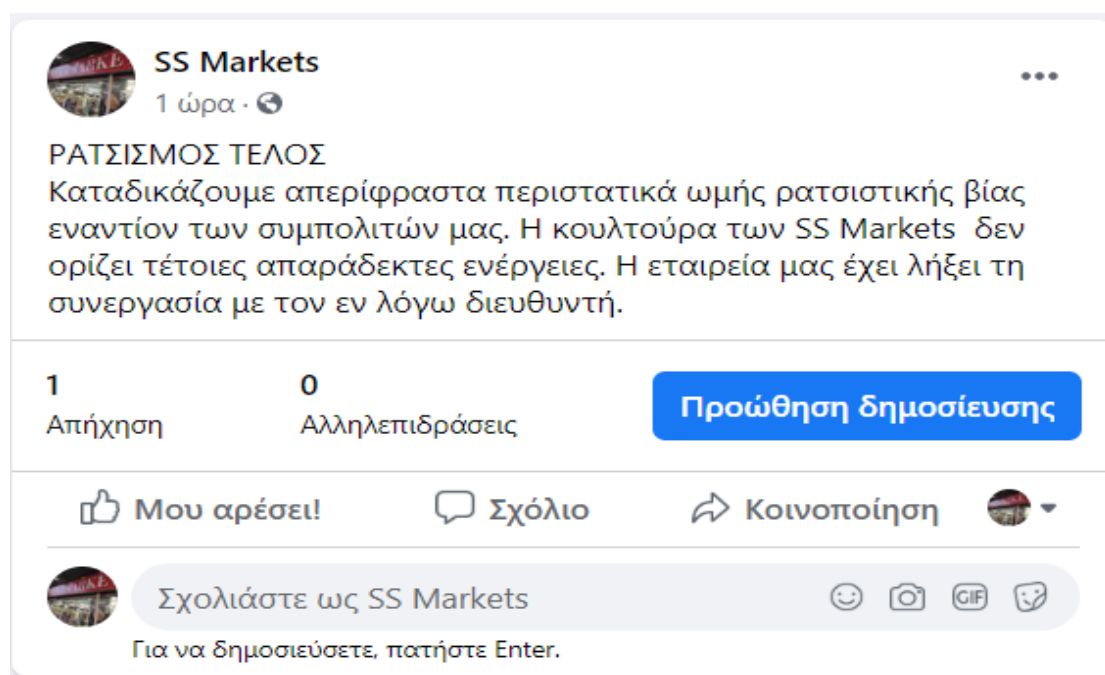 SS Markets
1 ώρα ·
ΡΑΤΣΙΣΜΟΣ ΤΕΛΟΣ
Καταδικάζουμε απερίφραστα περιστατικά ωμής ρατσιστικής βίας
εναντίον των συμπολιτών μας. Η κουλτούρα των SS Markets δεν
ορίζει τέτοιες απαράδεκτες ενέργειες. Η εταιρεία μας έχει λήξει τη
συνεργασία με τον εν λόγω διευθυντή.
1 0
Απήχηση Αλληλεπιδράσεις Προώθηση δημοσίευσης
Μου αρέσει! Σχόλιο Κοινοποίηση
Σχολιάστε ως SS Markets GIF
Για να δημοσιεύσετε, πατήστε Enter.